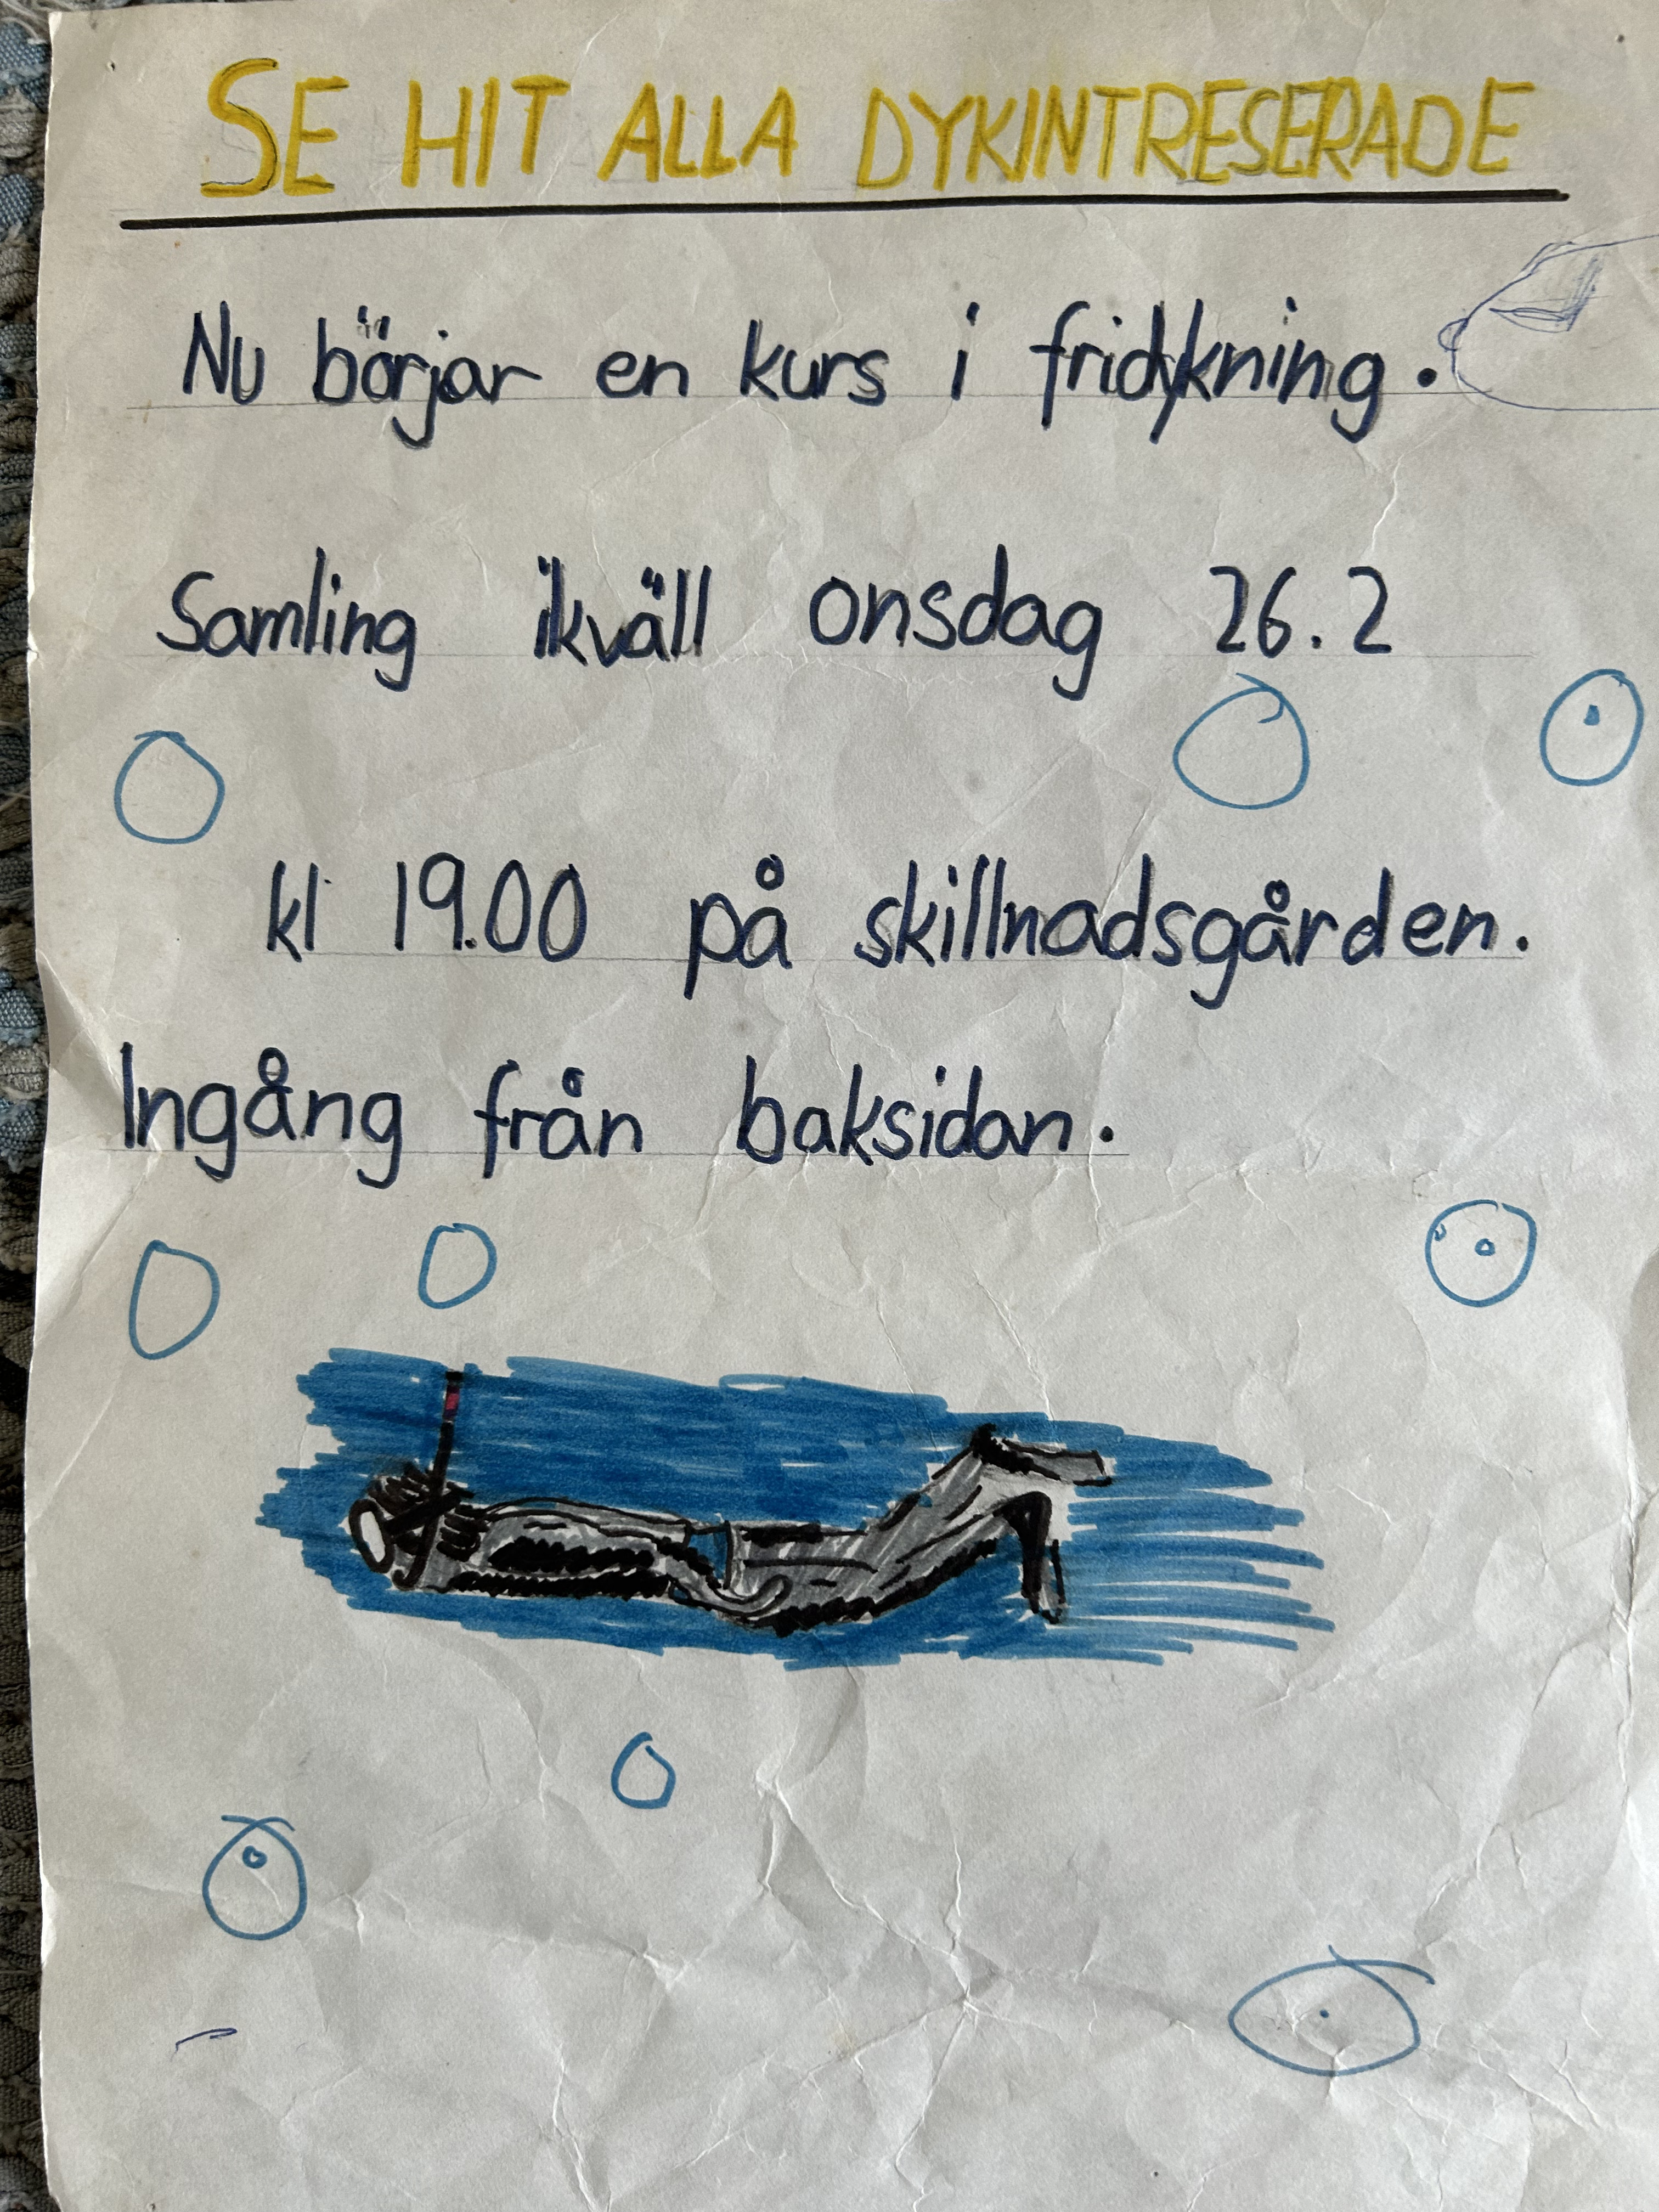 SE HIT ALLA DYKINTRESERADE
Nu börjar en kurs i fridykning.
Samling ikväll onsdag 26.2
kl 19.00 på skillnadsgården.
Ingång från baksidan.